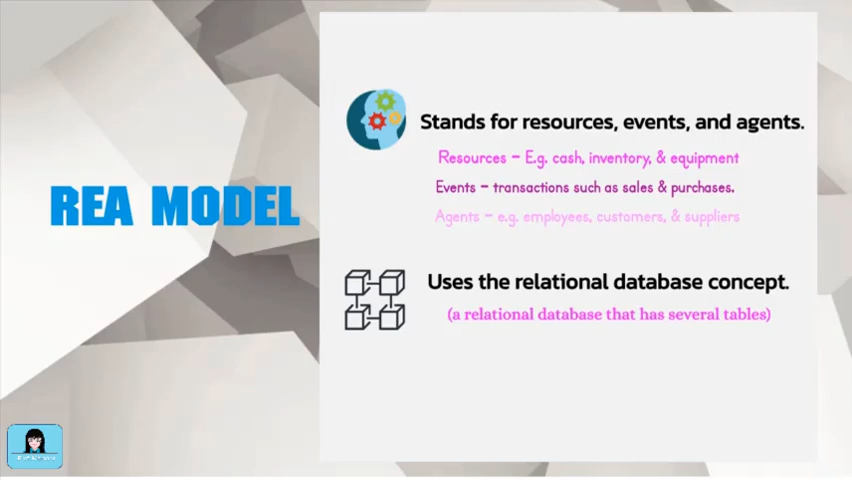 REA MODEL
Stands for resources, events, and agents.
Resources – E.g. cash, inventory, & equipment
Events – transactions such as sales & purchases.
Agents – e.g. employees, customers, & suppliers
Uses the relational database concept.
(a relational database that has several tables)